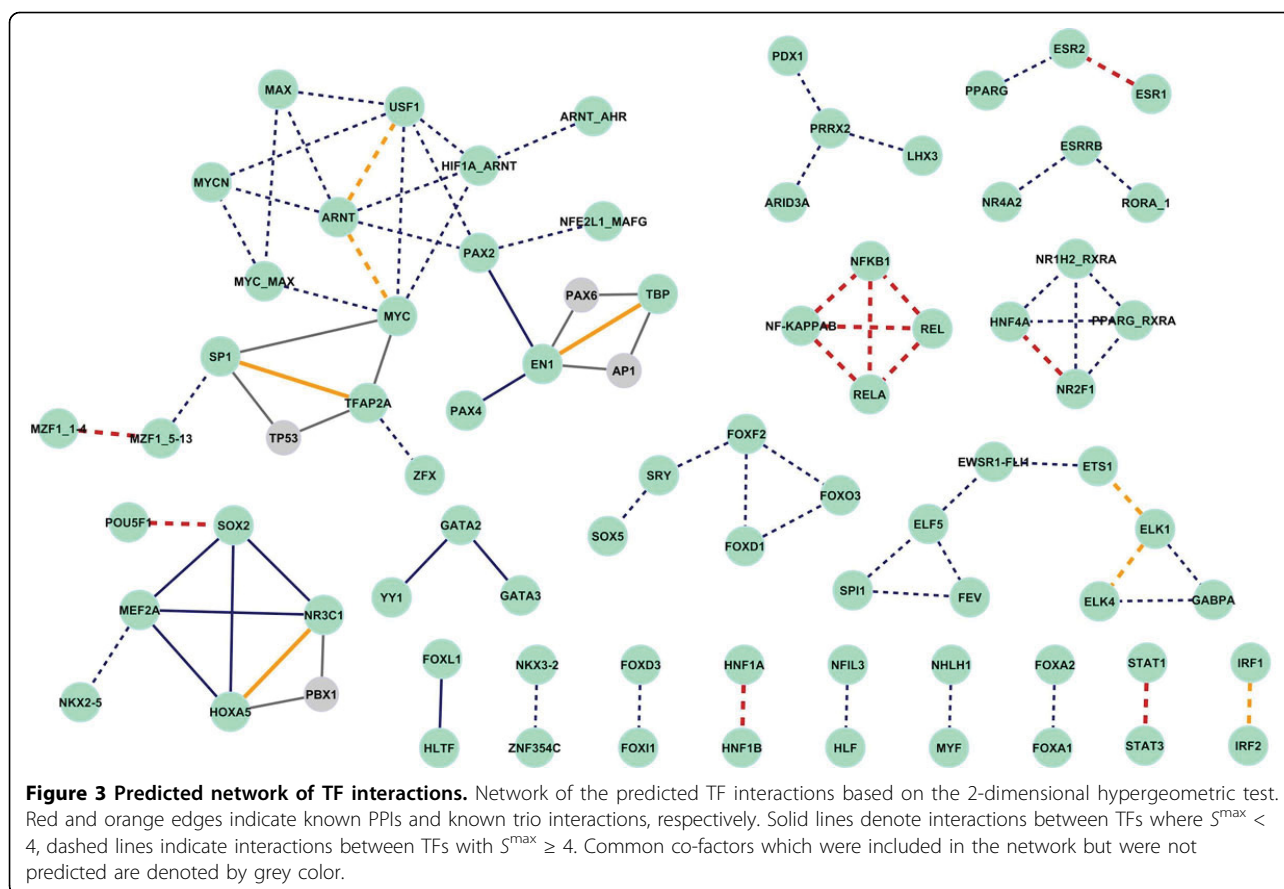 MAX
USF1
ARNT_AHR
HIF1A_ARNT
MYCN
ARNT
NFE2L1_MAFG
PAX2
MYC_MAX
MYC
PAX6
TBP
SP1
EN1
AP1
TFAP2A
PAX4
MZF1_1-4
MZF1_5-13
TP53
ZFX
PDX1
PRRX2
LHX3
ARID3A
ESR2
PPARG
ESR1
ESRRB
NR4A2
RORA_1
NFKB1
NF-KAPPAB
REL
RELA
NR1H2_RXRA
HNF4A
PPARG_RXRA
NR2F1
POU5F1
SOX2
MEF2A
NR3C1
NKX2-5
HOXA5
PBX1
GATA2
YY1
GATA3
FOXF2
SRY
FOXO3
SOX5
FOXD1
EWSR1-FLI1
ETS1
ELF5
ELK1
SPI1
FEV
ELK4
GABPA
FOXL1
NKX3-2
FOXD3
HNF1A
NFIL3
NHLH1
FOXA2
STAT1
IRF1
HLTF
ZNF354C
FOXI1
HNF1B
HLF
MYF
FOXA1
STAT3
IRF2
Figure 3 Predicted network of TF interactions. Network of the predicted TF interactions based on the 2-dimensional hypergeometric test.
Red and orange edges indicate known PPIs and known trio interactions, respectively. Solid lines denote interactions between TFs where S^max <
4, dashed lines indicate interactions between TFs with S^max ≥ 4. Common co-factors which were included in the network but were not
predicted are denoted by grey color.